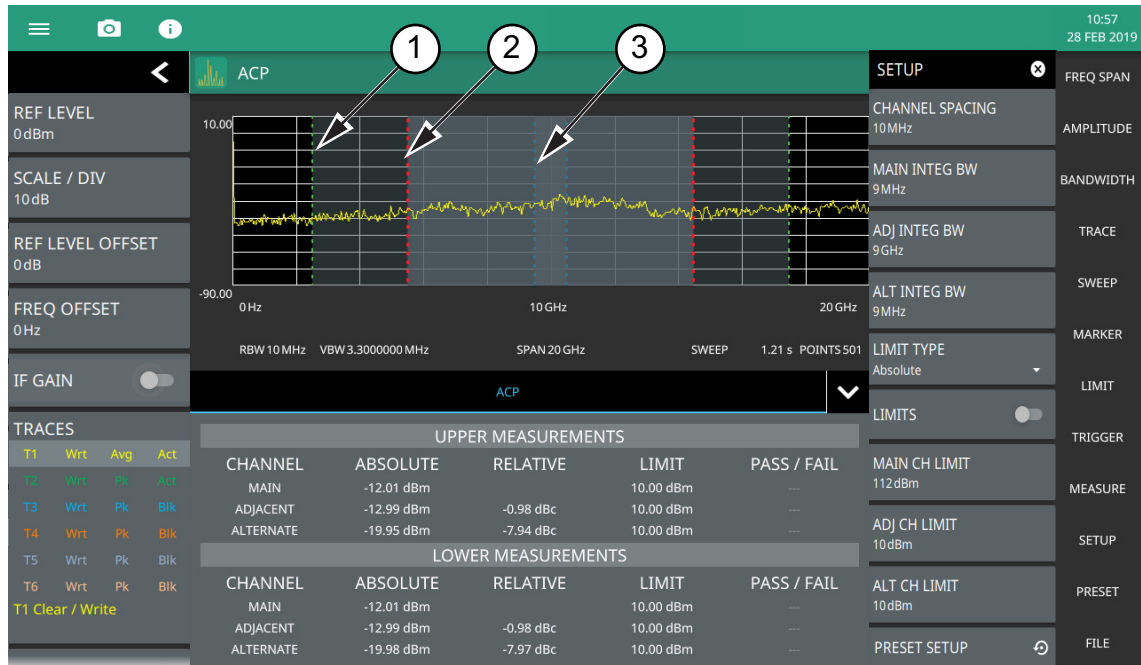 10:57
28 FEB 2019
1 2 3
ACP
REF LEVEL
0 dBm
SCALE / DIV
10 dB
REF LEVEL OFFSET
0 dB
FREQ OFFSET
0 Hz
IF GAIN
TRACES
T1 Wrt Avg Act
T2 Wrt Pk Act
T3 Wrt Pk Blk
T4 Wrt Pk Blk
T5 Wrt Pk Blk
T6 Wrt Pk Blk
T1 Clear / Write
10.00
-90.00
0 Hz 10 GHz 20 GHz
RBW 10 MHz VBW 3.3000000 MHz SPAN 20 GHz SWEEP 1.21 s POINTS 501
ACP
UPPER MEASUREMENTS
CHANNEL ABSOLUTE RELATIVE LIMIT PASS / FAIL
MAIN -12.01 dBm 10.00 dBm ---
ADJACENT -12.99 dBm -0.98 dBc 10.00 dBm ---
ALTERNATE -19.95 dBm -7.94 dBc 10.00 dBm ---
LOWER MEASUREMENTS
CHANNEL ABSOLUTE RELATIVE LIMIT PASS / FAIL
MAIN -12.01 dBm 10.00 dBm ---
ADJACENT -12.99 dBm -0.98 dBc 10.00 dBm ---
ALTERNATE -19.98 dBm -7.97 dBc 10.00 dBm ---
SETUP
CHANNEL SPACING
10 MHz
MAIN INTEG BW
9 MHz
ADJ INTEG BW
9 GHz
ALT INTEG BW
9 MHz
LIMIT TYPE
Absolute
LIMITS
MAIN CH LIMIT
112 dBm
ADJ CH LIMIT
10 dBm
ALT CH LIMIT
10 dBm
PRESET SETUP
FREQ SPAN
AMPLITUDE
BANDWIDTH
TRACE
SWEEP
MARKER
LIMIT
TRIGGER
MEASURE
SETUP
PRESET
FILE